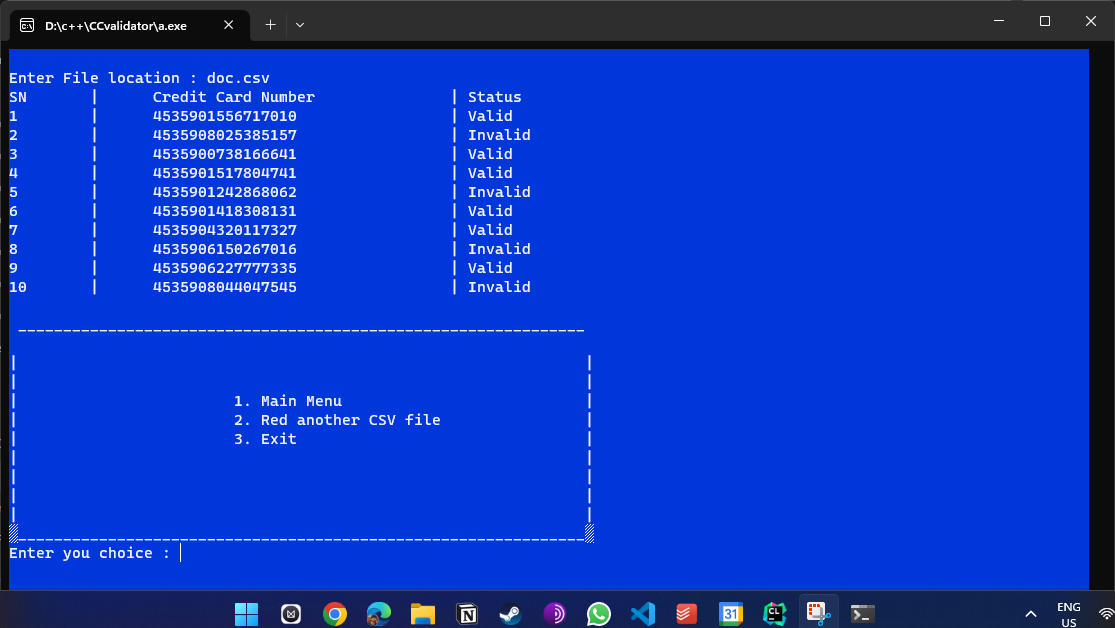 D:\c++\CCvalidator\a.exe
Enter File location : doc.csv
SN | Credit Card Number | Status
1 | 4535901556717010 | Valid
2 | 4535908025385157 | Invalid
3 | 4535900738166641 | Valid
4 | 4535901517804741 | Valid
5 | 4535901242868062 | Invalid
6 | 4535901418308131 | Valid
7 | 4535904320117327 | Valid
8 | 4535906150267016 | Invalid
9 | 4535906227777335 | Valid
10 | 4535908044047545 | Invalid
1. Main Menu
2. Red another CSV file
3. Exit
Enter you choice :
31
CL
ENG
US